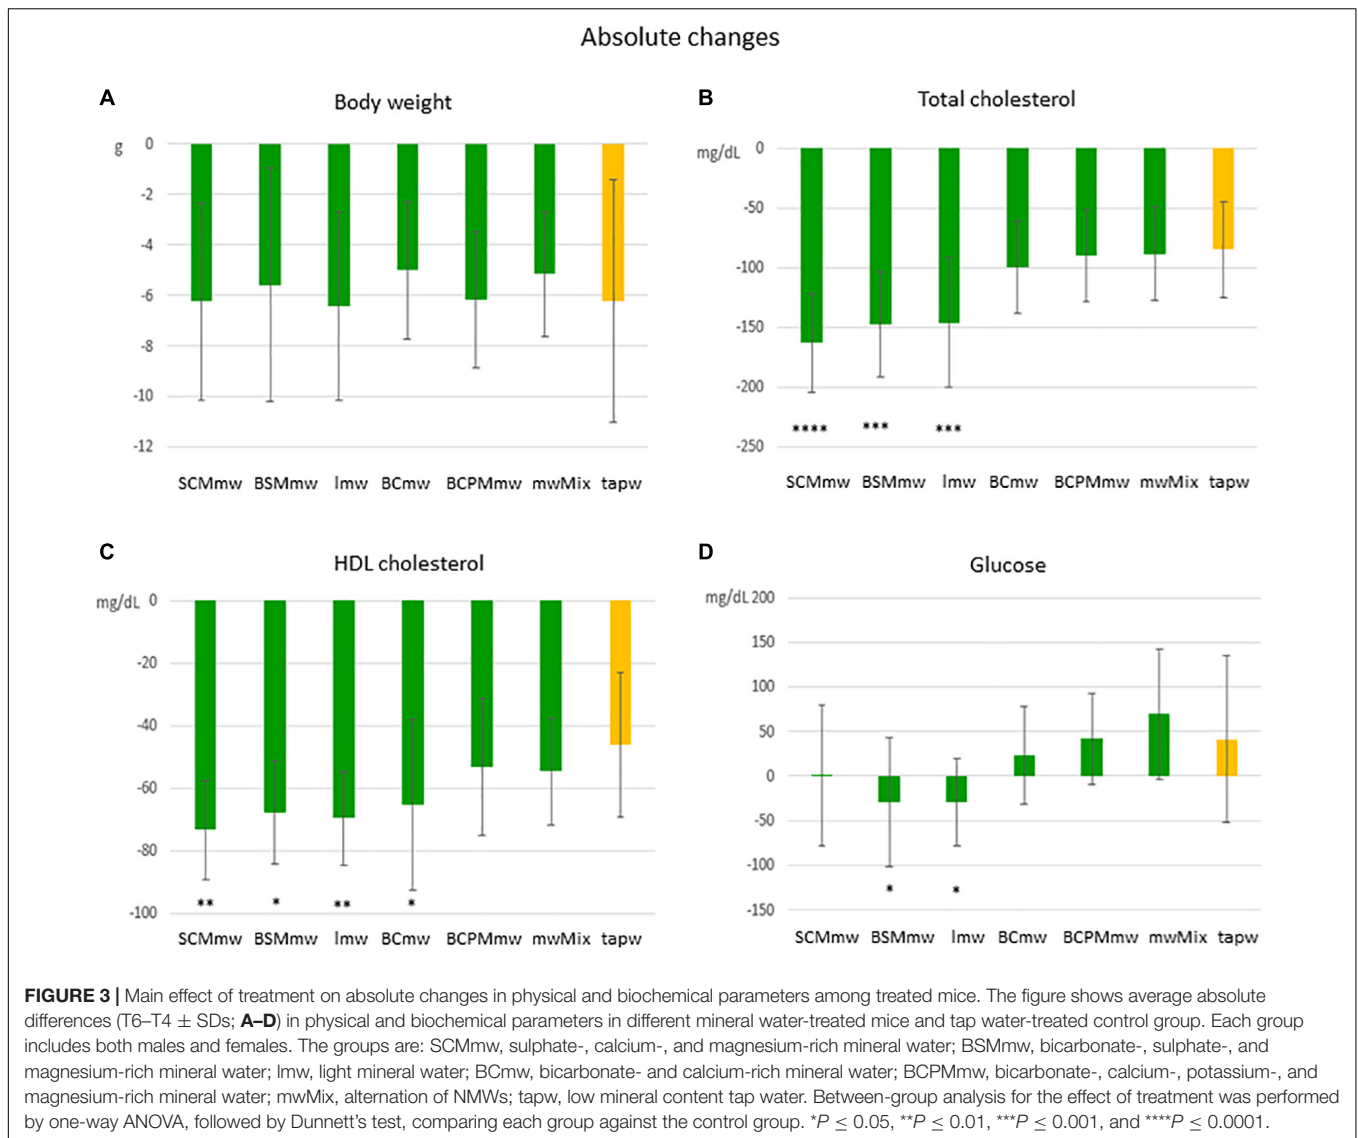 Absolute changes
A
Body weight
g
0
-2
-4
-6
-8
-10
-12
SCMmw BSMmw lmw BCmw BCPMmw mwMix tapw
B
Total cholesterol
mg/dL
0
-50
-100
-150
-200
-250
**** *** ***
SCMmw BSMmw lmw BCmw BCPMmw mwMix tapw
C
HDL cholesterol
mg/dL
0
-20
-40
-60
-80
-100
** * ** *
SCMmw BSMmw lmw BCmw BCPMmw mwMix tapw
D
Glucose
mg/dL 200
150
100
50
0
-50
-100
-150
* *
SCMmw BSMmw lmw BCmw BCPMmw mwMix tapw
FIGURE 3 | Main effect of treatment on absolute changes in physical and biochemical parameters among treated mice. The figure shows average absolute
differences (T6–T4 ± SDs; A–D) in physical and biochemical parameters in different mineral water-treated mice and tap water-treated control group. Each group
includes both males and females. The groups are: SCMmw, sulphate-, calcium-, and magnesium-rich mineral water; BSMmw, bicarbonate-, sulphate-, and
magnesium-rich mineral water; lmw, light mineral water; BCmw, bicarbonate- and calcium-rich mineral water; BCPMmw, bicarbonate-, calcium-, potassium-, and
magnesium-rich mineral water; mwMix, alternation of NMWs; tapw, low mineral content tap water. Between-group analysis for the effect of treatment was performed
by one-way ANOVA, followed by Dunnett's test, comparing each group against the control group. *P ≤ 0.05, **P ≤ 0.01, ***P ≤ 0.001, and ****P ≤ 0.0001.